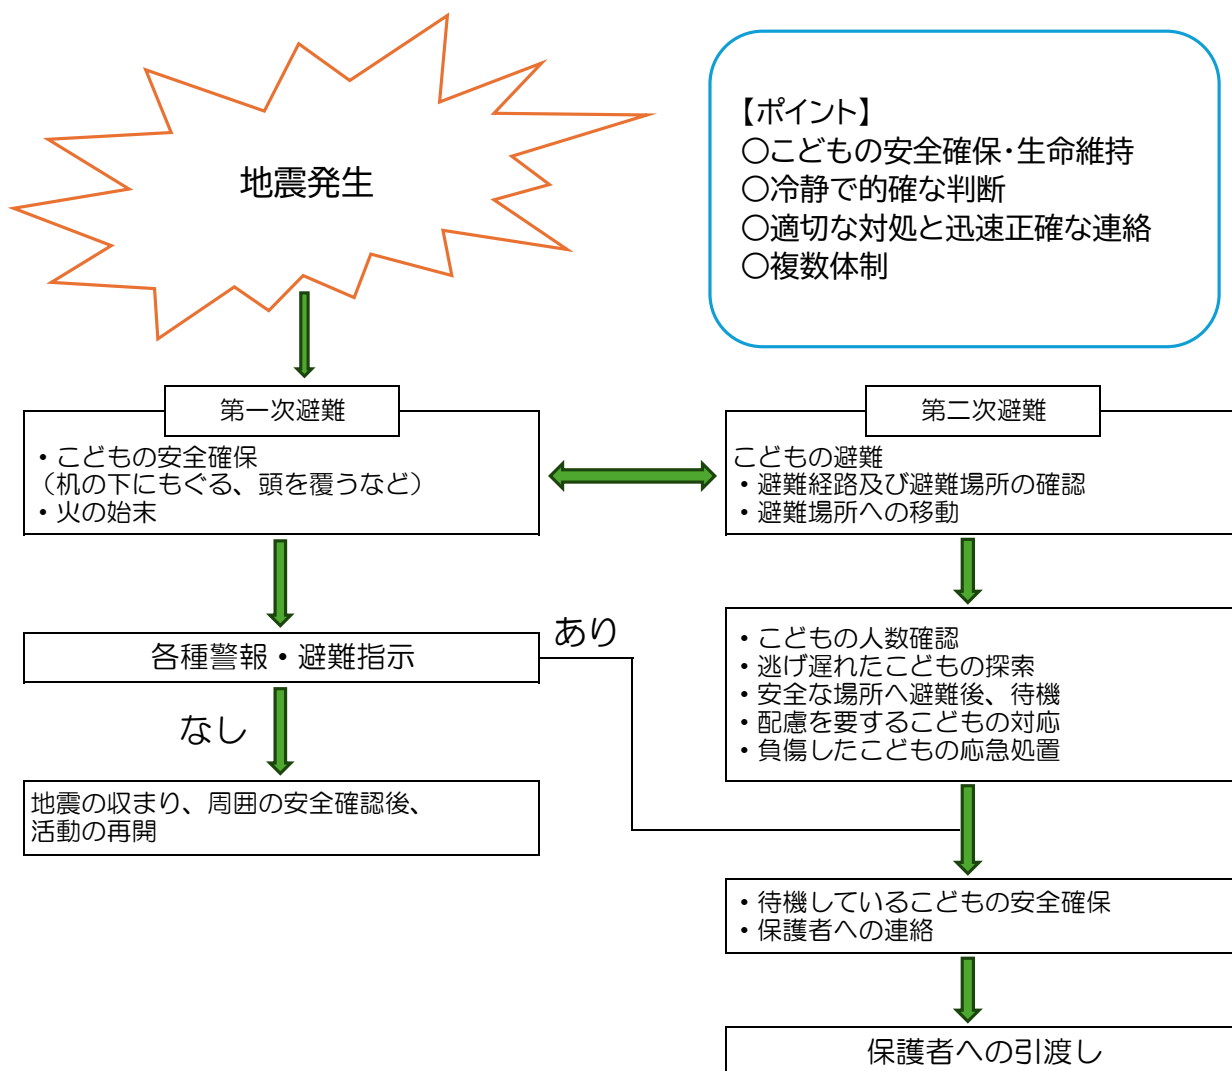 地震発生
【ポイント】
○こどもの安全確保・生命維持
○冷静で的確な判断
○適切な対処と迅速正確な連絡
○複数体制
第一次避難
・こどもの安全確保
（机の下にもぐる、頭を覆うなど）
・火の始末
第二次避難
こどもの避難
・避難経路及び避難場所の確認
・避難場所への移動
各種警報・避難指示
あり
なし
地震の収まり、周囲の安全確認後、
活動の再開
・こどもの人数確認
・逃げ遅れたこどもの探索
・安全な場所へ避難後、待機
・配慮を要するこどもの対応
・負傷したこどもの応急処置
・待機しているこどもの安全確保
・保護者への連絡
保護者への引渡し